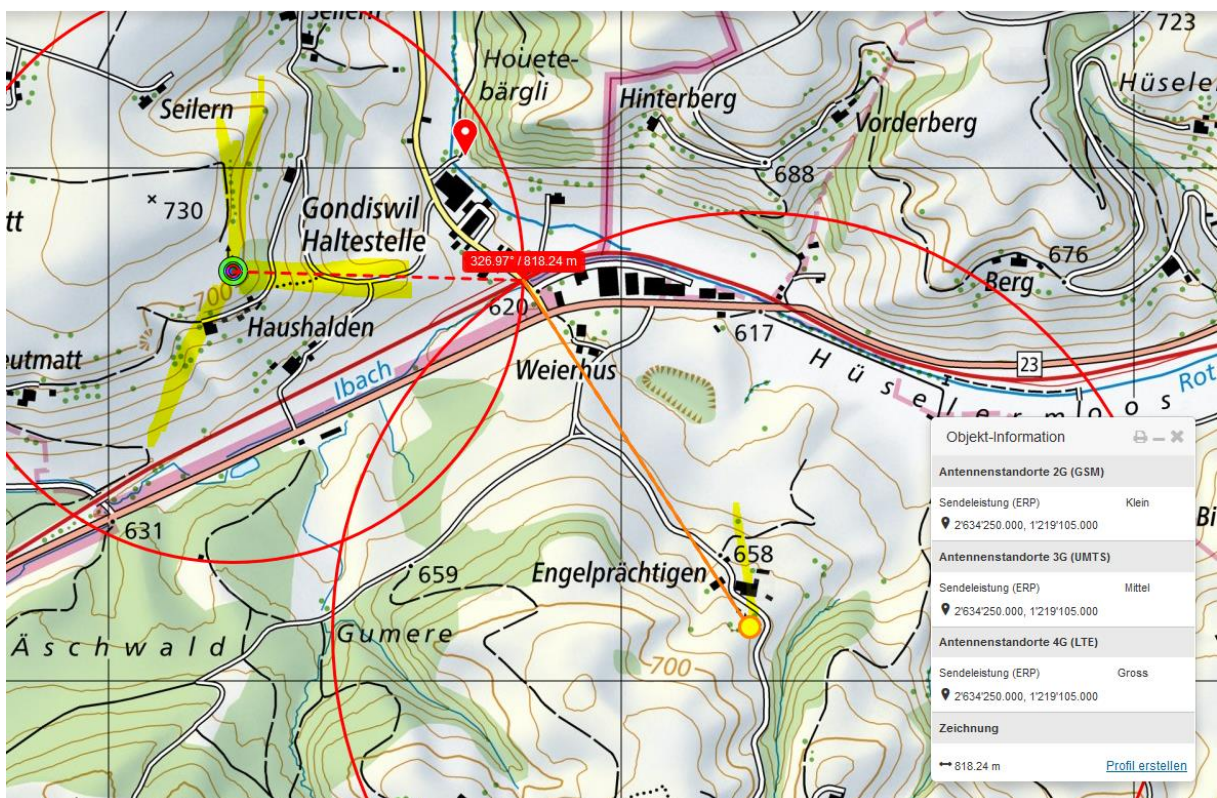 Seilern
723
Houete-
bärgli
Hüsele
Seilern
Hinterberg
Vorderberg
688
730
tt
Gondiswil
Haltestelle
326.97° / 818.24 m
676
Berg
700
620
Haushalden
617
eutmatt
Ibach
Weierhüs
Hüselermoos
23
Rot
631
658
659
Engelprächtigen
Äschwald
Gumere
700
Bi
Objekt-Information
Antennenstandorte 2G (GSM)
Sendeleistung (ERP) Klein
2'634'250.000, 1'219'105.000
Antennenstandorte 3G (UMTS)
Sendeleistung (ERP) Mittel
2'634'250.000, 1'219'105.000
Antennenstandorte 4G (LTE)
Sendeleistung (ERP) Gross
2'634'250.000, 1'219'105.000
Zeichnung
818.24 m Profil erstellen